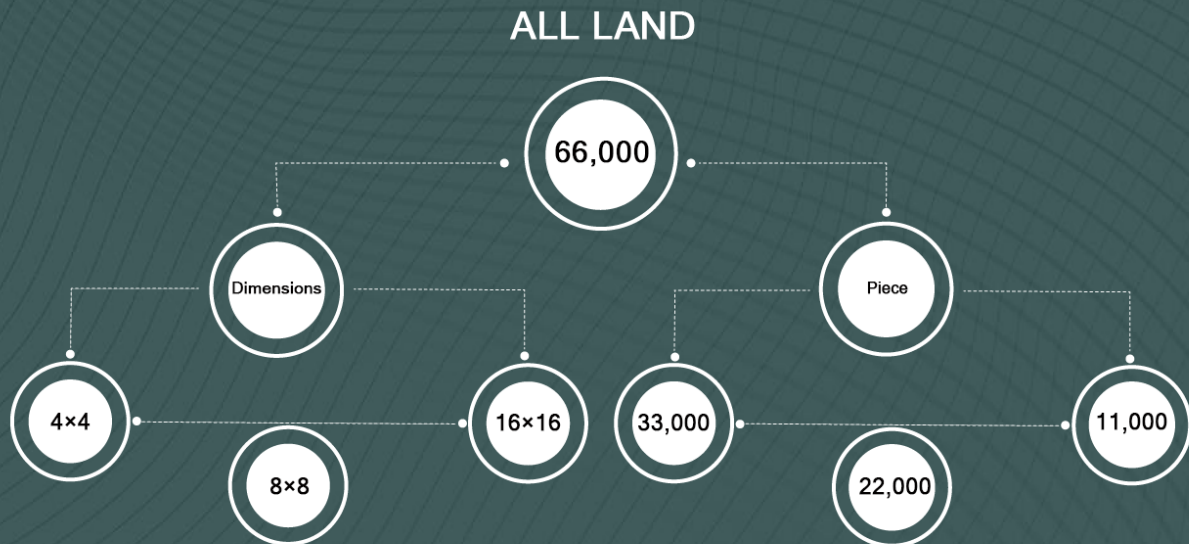 ALL LAND
66,000
Dimensions
Piece
4×4
16×16
33,000
11,000
8×8
22,000